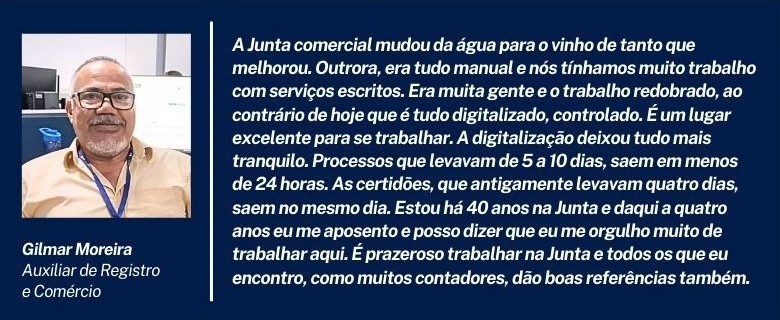 A Junta comercial mudou da água para o vinho de tanto que
melhorou. Outrora, era tudo manual e nós tínhamos muito trabalho
com serviços escritos. Era muita gente e o trabalho redobrado, ao
contrário de hoje que é tudo digitalizado, controlado. É um lugar
excelente para se trabalhar. A digitalização deixou tudo mais
tranquilo. Processos que levavam de 5 a 10 dias, saem em menos
de 24 horas. As certidões, que antigamente levavam quatro dias,
saem no mesmo dia. Estou há 40 anos na Junta e daqui a quatro
anos eu me aposento e posso dizer que eu me orgulho muito de
trabalhar aqui. É prazeroso trabalhar na Junta e todos os que eu
encontro, como muitos contadores, dão boas referências também.
Gilmar Moreira
Auxiliar de Registro
e Comércio